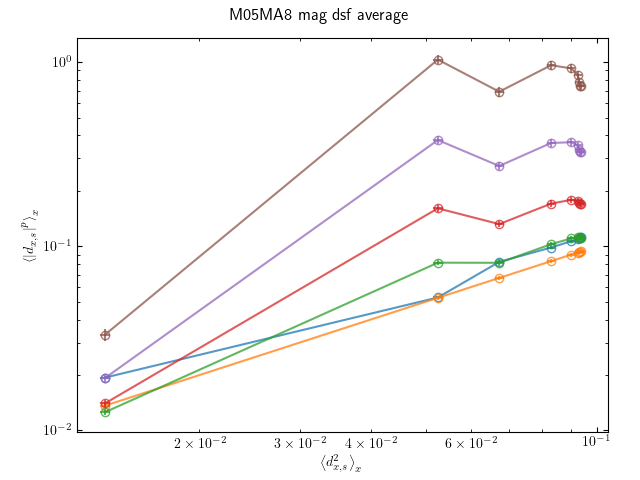 M05MA8 mag dsf average
⟨|d_{x,s}|^p⟩_x
10^0
10^{-1}
10^{-2}
2 × 10^{-2}
3 × 10^{-2}
4 × 10^{-2}
6 × 10^{-2}
10^{-1}
⟨d^2_{x,s}⟩_x